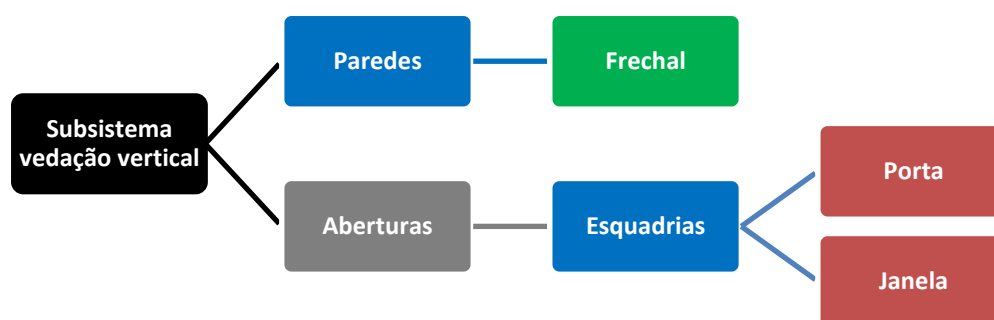 Paredes
Frechal
Subsistema
vedação vertical
Porta
Aberturas
Esquadrias
Janela